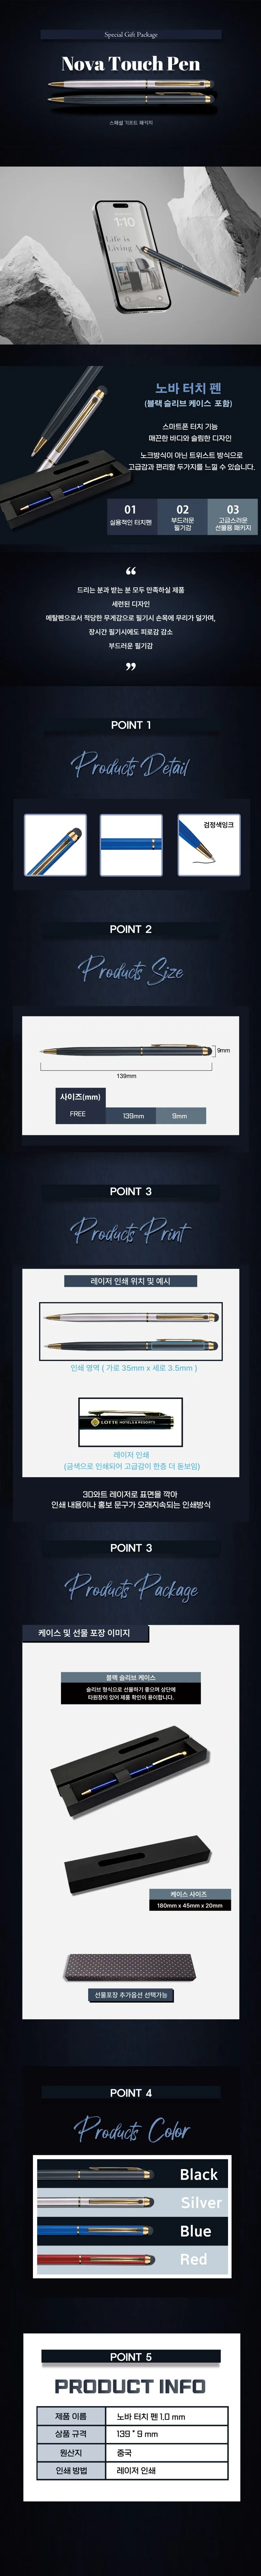 Special Gift Package
Nova Touch Pen
스페셜 기프트 패키지
1:10
Life is
Living
노바 터치 펜
(블랙 슬리브 케이스 포함)
스마트폰 터치 기능
매끈한 바디와 슬림한 디자인
노크방식이 아닌 트위스트 방식으로
고급감과 편리함 두가지를 느낄 수 있습니다.
01
실용적인 터치펜
02
부드러운
필기감
03
고급스러운
선물용 패키지
“
드리는 분과 받는 분 모두 만족하실 제품
세련된 디자인
메탈펜으로서 적당한 무게감으로 필기시 손목에 무리가 덜가며,
장시간 필기시에도 피로감 감소
부드러운 필기감
”
POINT 1
Products Detail
검정색잉크
POINT 2
Products Size
9mm
139mm
사이즈(mm)
FREE 139mm 9mm
POINT 3
Products Print
레이저 인쇄 위치 및 예시
인쇄 영역 ( 가로 35mm x 세로 3.5mm )
LOTTE HOTELS & RESORTS
레이저 인쇄
(금색으로 인쇄되어 고급감이 한층 더 돋보임)
30와트 레이저로 표면을 깎아
인쇄 내용이나 홍보 문구가 오래지속되는 인쇄방식
POINT 3
Products Package
케이스 및 선물 포장 이미지
블랙 슬리브 케이스
슬리브 형식으로 선물하기 좋으며 상단에
타원창이 있어 제품 확인이 용이합니다.
케이스 사이즈
180mm x 45mm x 20mm
선물포장 추가옵션 선택가능
POINT 4
Products Color
Black
Silver
Blue
Red
POINT 5
PRODUCT INFO
제품 이름 노바 터치 펜 1.0 mm
상품 규격 139 * 9 mm
원산지 중국
인쇄 방법 레이저 인쇄